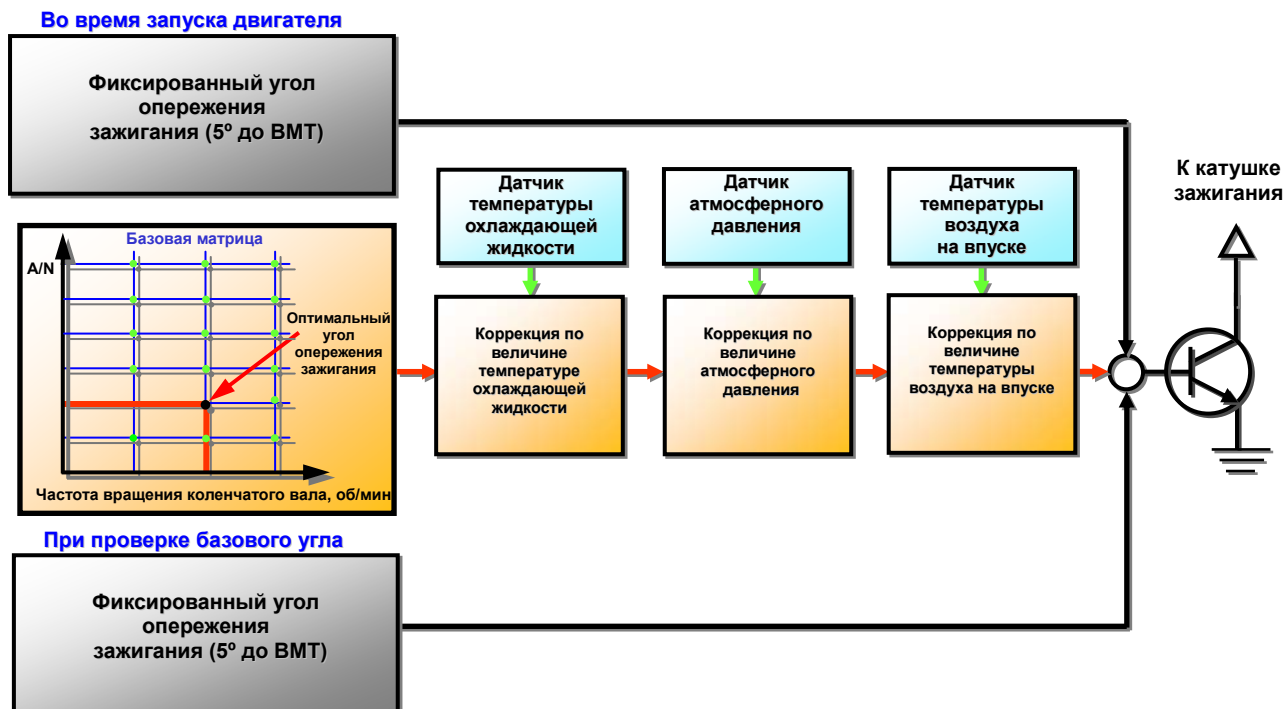 Во время запуска двигателя
Фиксированный угол
опережения
зажигания (5º до ВМТ)
К катушке
зажигания
Датчик
температуры
охлаждающей
жидкости
Датчик
атмосферного
давления
Датчик
температуры
воздуха
на впуске
Базовая матрица
A/N
Оптимальный
угол
опережения
зажигания
Частота вращения коленчатого вала, об/мин
Коррекция по
величине
температуре
охлаждающей
жидкости
Коррекция по
величине
атмосферного
давления
Коррекция по
величине
температуры
воздуха на впуске
При проверке базового угла
Фиксированный угол
опережения
зажигания (5º до ВМТ)